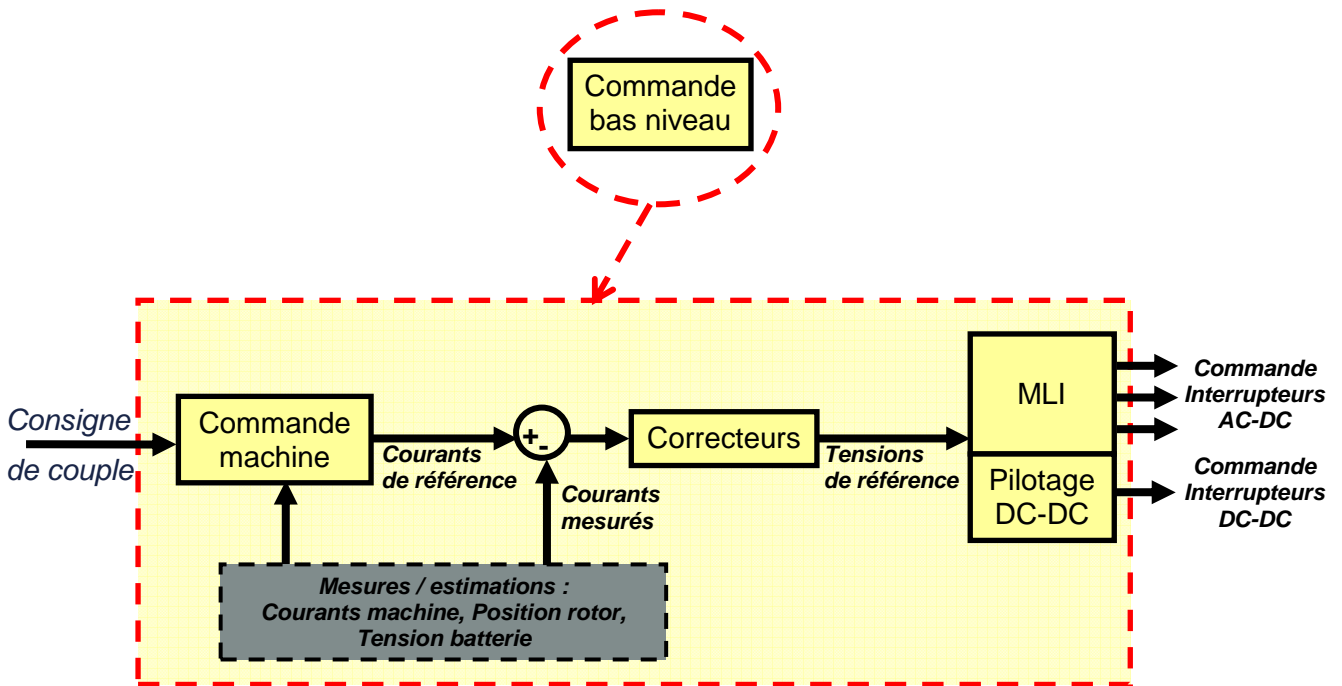 Commande
bas niveau
Consigne
de couple
Commande
machine
Courants
de référence
+
-
Courants
mesurés
Correcteurs
Tensions
de référence
MLI
Pilotage
DC-DC
Commande
Interrupteurs
AC-DC
Commande
Interrupteurs
DC-DC
Mesures / estimations :
Courants machine, Position rotor,
Tension batterie